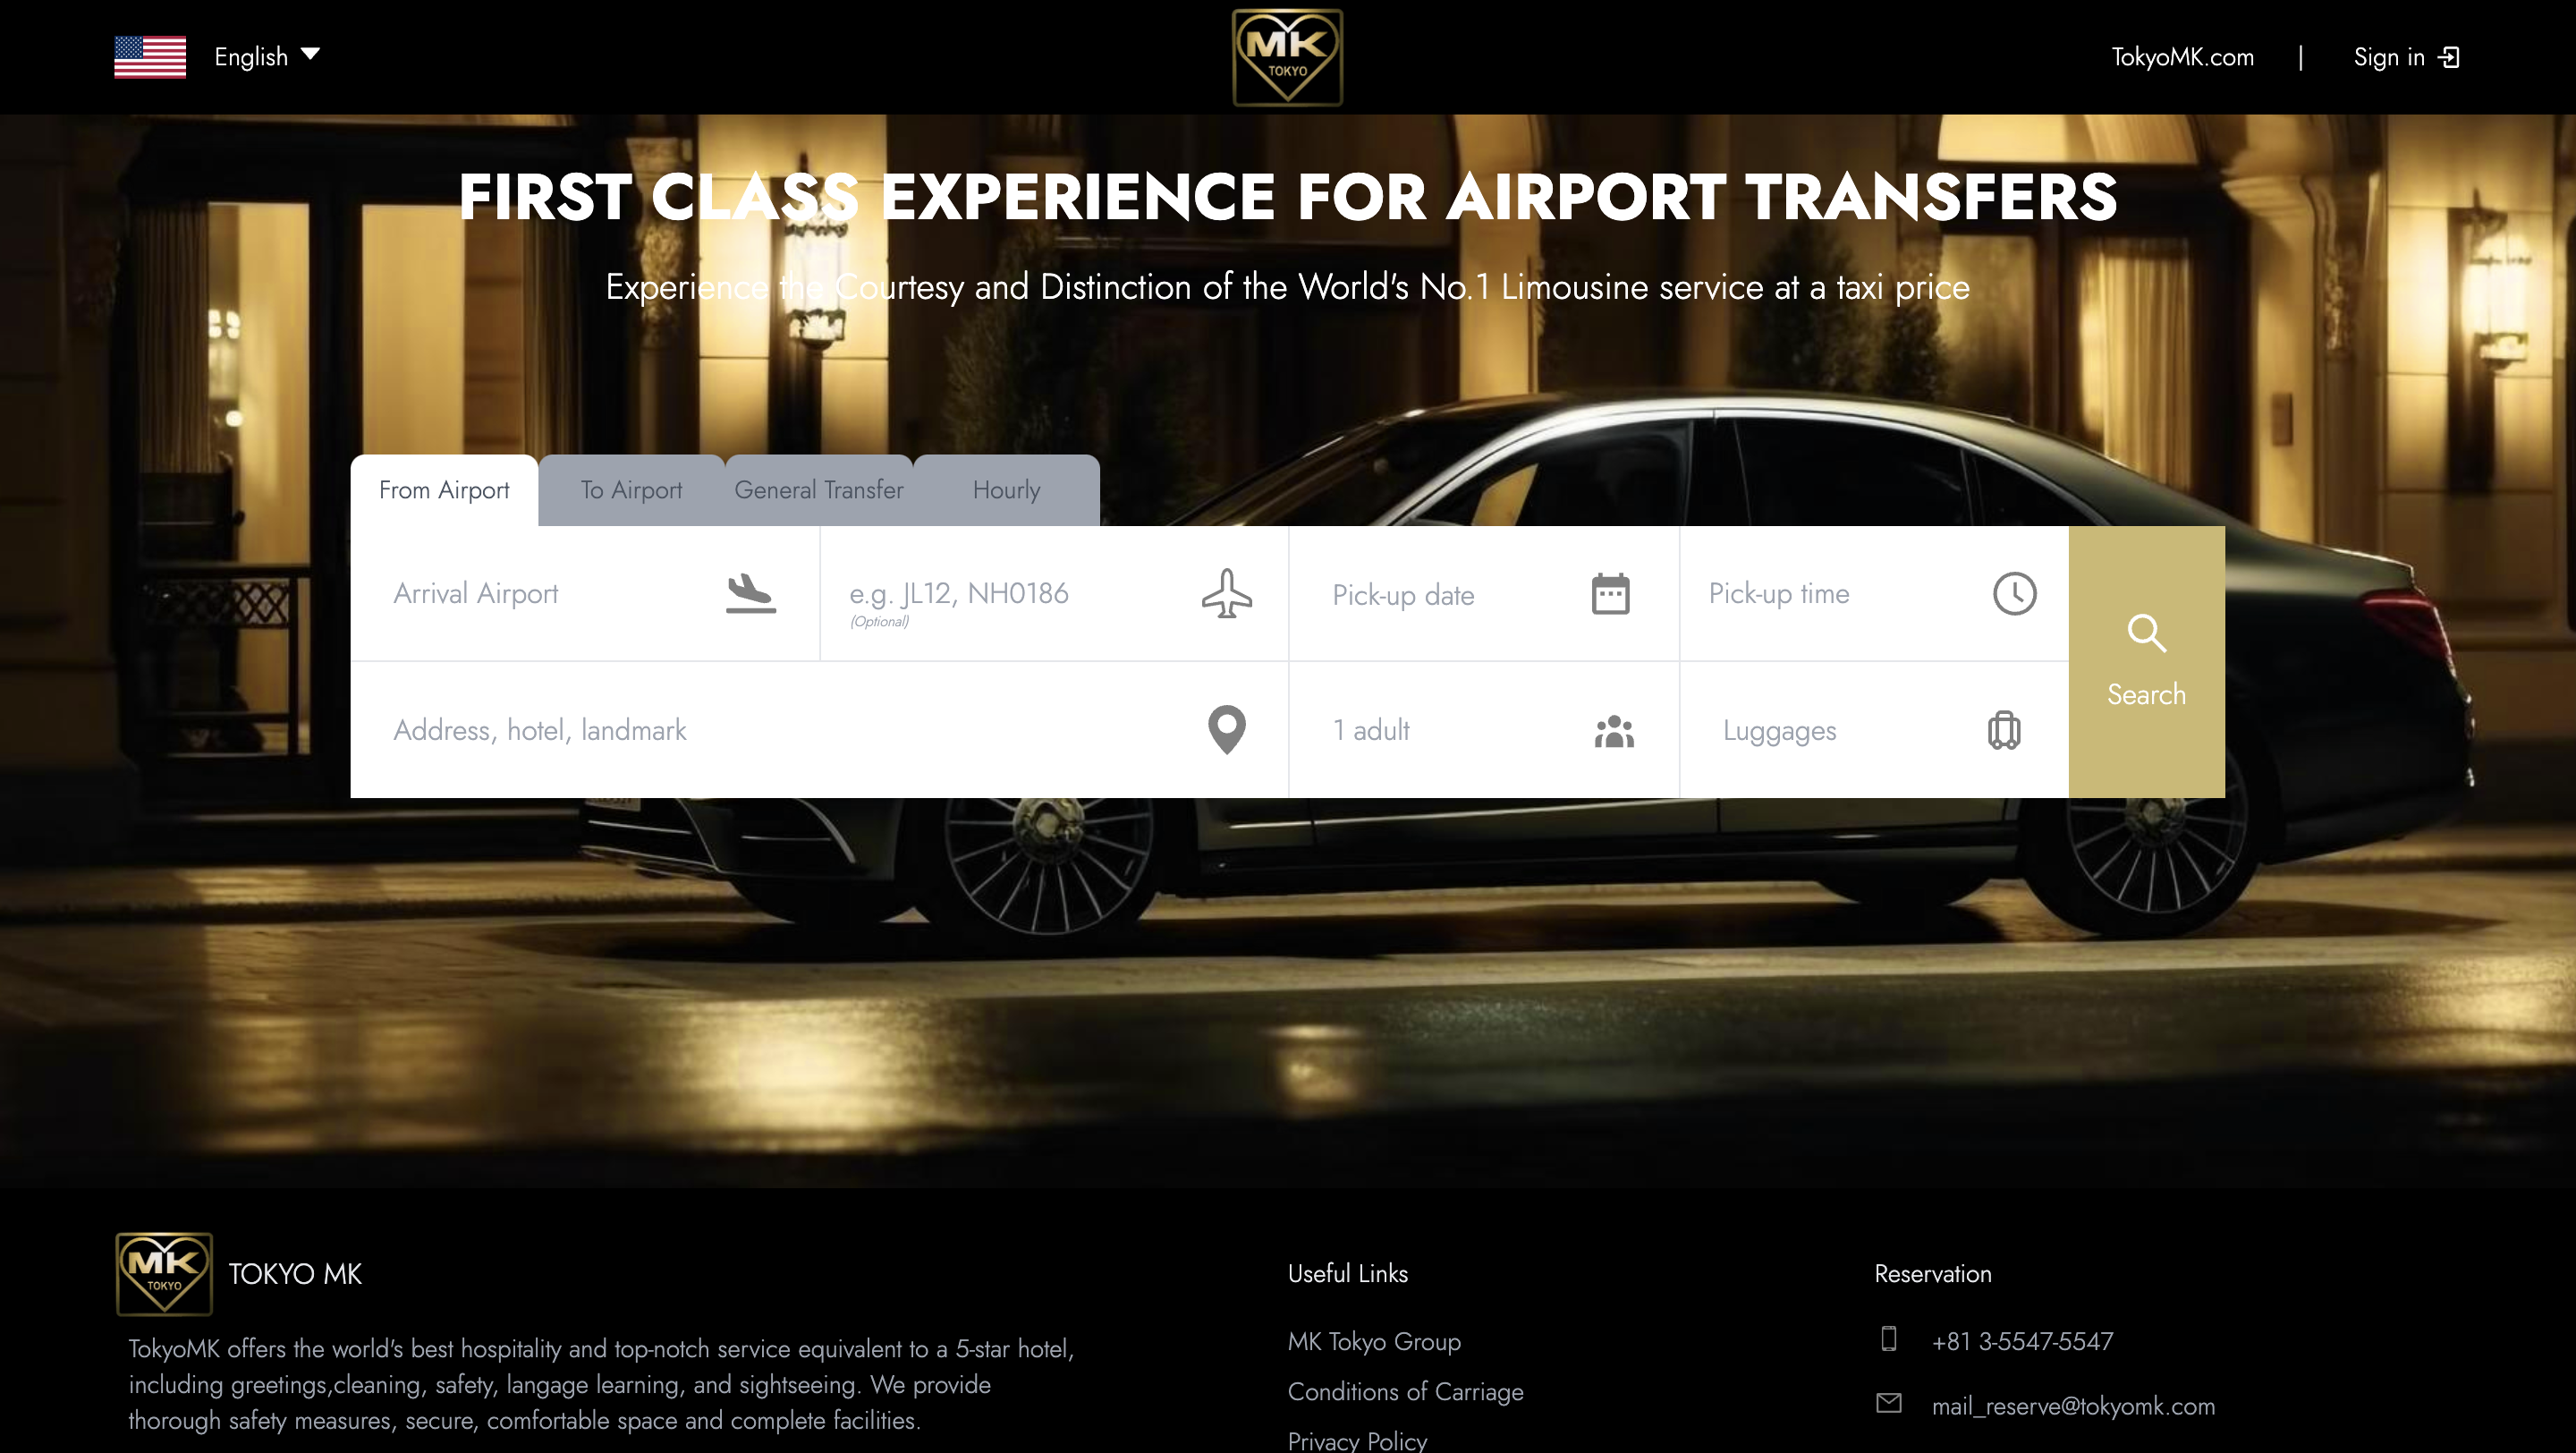 English
MK
TOKYO
TokyoMK.com
|
Sign in
FIRST CLASS EXPERIENCE FOR AIRPORT TRANSFERS
Experience the Courtesy and Distinction of the World's No.1 Limousine service at a taxi price
From Airport
To Airport
General Transfer
Hourly
Arrival Airport
e.g. JL12, NH0186
(Optional)
Pick-up date
Pick-up time
Search
Address, hotel, landmark
1 adult
Luggages
MK
TOKYO
TOKYO MK
TokyoMK offers the world's best hospitality and top-notch service equivalent to a 5-star hotel,
including greetings,cleaning, safety, langage learning, and sightseeing. We provide
thorough safety measures, secure, comfortable space and complete facilities.
Useful Links
MK Tokyo Group
Conditions of Carriage
Privacy Policy
Reservation
+81 3-5547-5547
mail_reserve@tokyomk.com